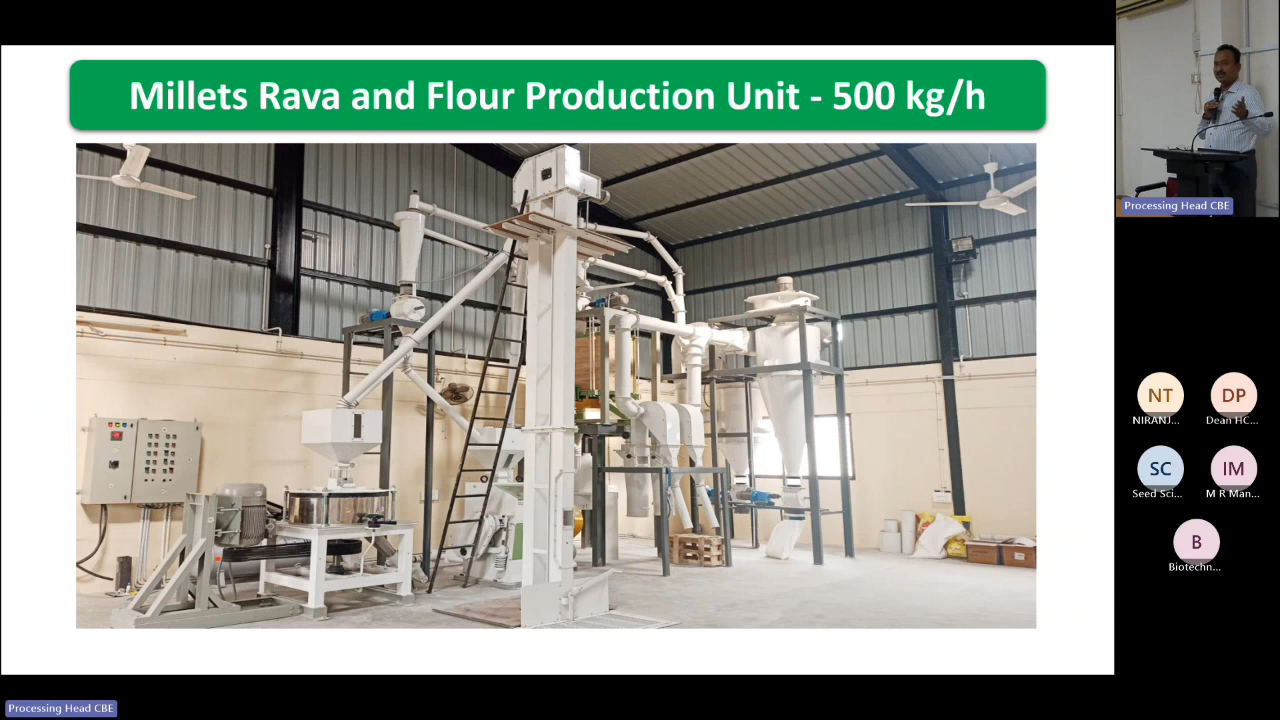 Millets Rava and Flour Production Unit - 500 kg/h
Processing Head CBE
NT
NIRANJ...
DP
Dean HC...
SC
Seed Sci...
IM
M R Man...
B
Biotechn...
Processing Head CBE